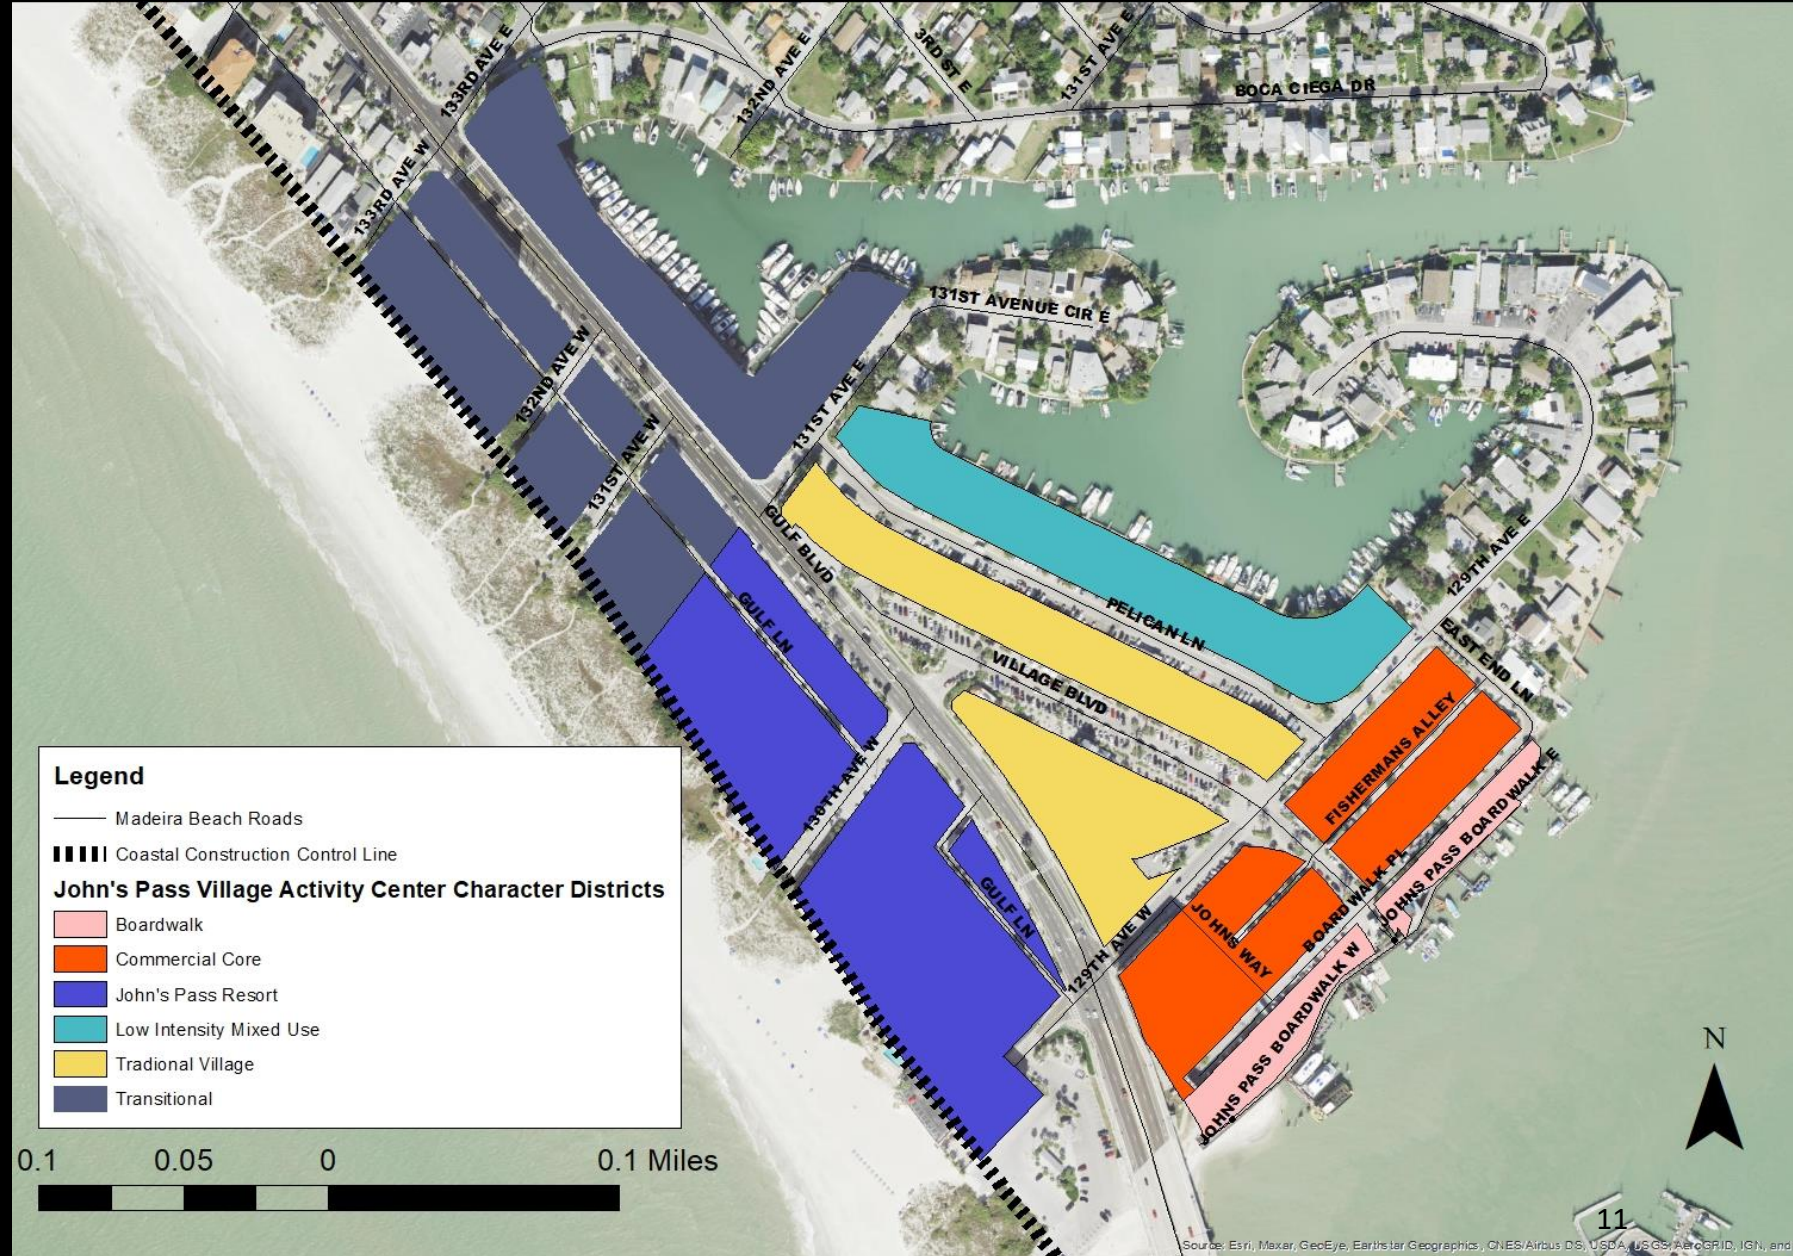 133RD AVE E
132ND AVE E
3RD ST E
131ST AVE E
BOCA CIEGA DR
133RD AVE W
131ST AVENUE CIR E
132ND AVE W
131ST AVE E
131ST AVE W
GULF BLVD
129TH AVE E
GULF LN
PELICAN LN
EAST END LN
VILLAGE BLVD
FISHERMANS ALLEY
130TH AVE W
JOHNS PASS BOARDWALK E
BOARDWALK PL
GULF LN
JOHNS WAY
129TH AVE W
JOHNS PASS BOARDWALK W
Legend
Madeira Beach Roads
Coastal Construction Control Line
John's Pass Village Activity Center Character Districts
Boardwalk
Commercial Core
John's Pass Resort
Low Intensity Mixed Use
Tradional Village
Transitional
0.1 0.05 0 0.1 Miles
N
11
Source: Esri, Maxar, GeoEye, Earthstar Geographics, CNES/Airbus DS, USDA, USGS, AeroGRID, IGN, and